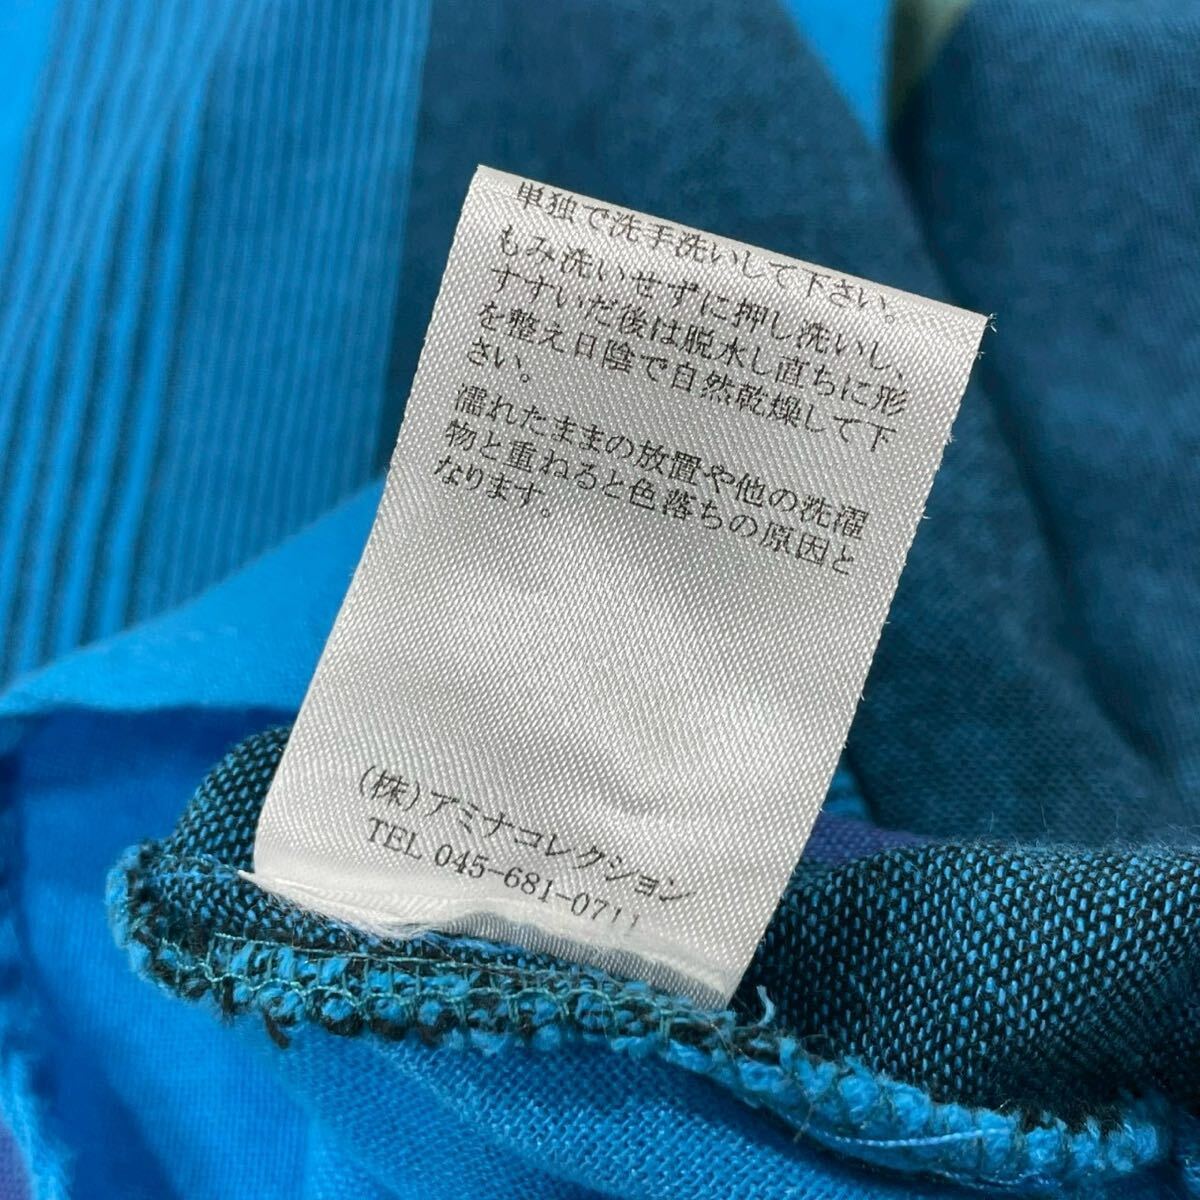 単独で洗手洗いして下さい。
もみ洗いせずに押し洗いし、
すすいだ後は脱水し直ちに形
を整え日陰で自然乾燥して下
さい。
濡れたままの放置や他の洗濯
物と重ねると色落ちの原因と
なります。
(株)アミナコレクション
TEL 045-681-0711